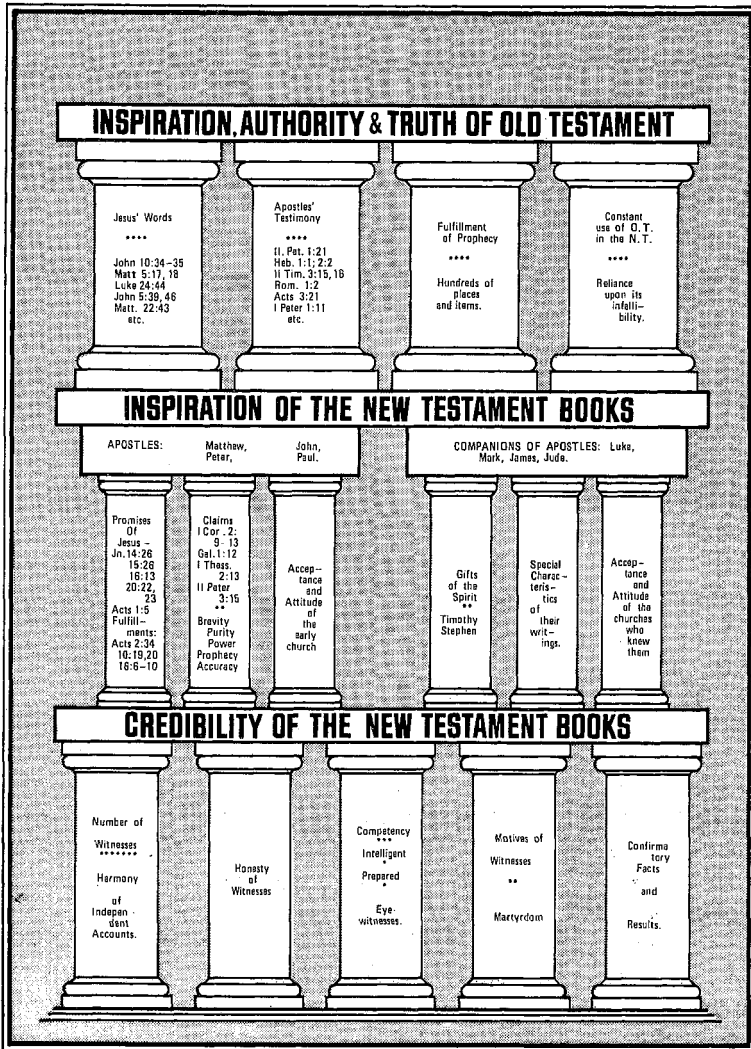 INSPIRATION, AUTHORITY & TRUTH OF OLD TESTAMENT
Jesus' Words
****
John 10:34-35
Matt 5:17, 18
Luke 24:44
John 5:39, 46
Matt. 22:43
etc.
Apostles'
Testimony
****
II. Pet. 1:21
Heb. 1:1; 2:2
II Tim. 3:15, 16
Rom. 1:2
Acts 3:21
I Peter 1:11
etc.
Fulfillment
of Prophecy
****
Hundreds of
places
and items.
Constant
use of O.T.
in the N.T.
****
Reliance
upon its
infalli-
bility.
INSPIRATION OF THE NEW TESTAMENT BOOKS
APOSTLES: Matthew, John,
Peter, Paul.
COMPANIONS OF APOSTLES: Luke,
Mark, James, Jude.
Promises
Of
Jesus -
Jn. 14:26
15:26
16:13
20:22,
23
Acts 1:5
Fulfill-
ments:
Acts 2:34
10:19,20
16:6-10
Claims
I Cor. 2:
9-13
Gal. 1:12
I Thess.
2:13
II Peter
3:15
**
Brevity
Purity
Power
Prophecy
Accuracy
Accep-
tance
and
Attitude
of
the
early
church
Gifts
of the
Spirit
**
Timothy
Stephen
Special
Charac-
teris-
tics
of
their
writ-
ings.
Accep-
tance
and
Attitude
of the
churches
who
knew
them
CREDIBILITY OF THE NEW TESTAMENT BOOKS
Number of
Witnesses
*******
Harmony
of
Indepen-
dent
Accounts.
Honesty
of
Witnesses
Competency
***
Intelligent
*
Prepared
*
Eye-
witnesses.
Motives of
Witnesses
**
Martyrdom
Confirma
tory
Facts
and
Results.